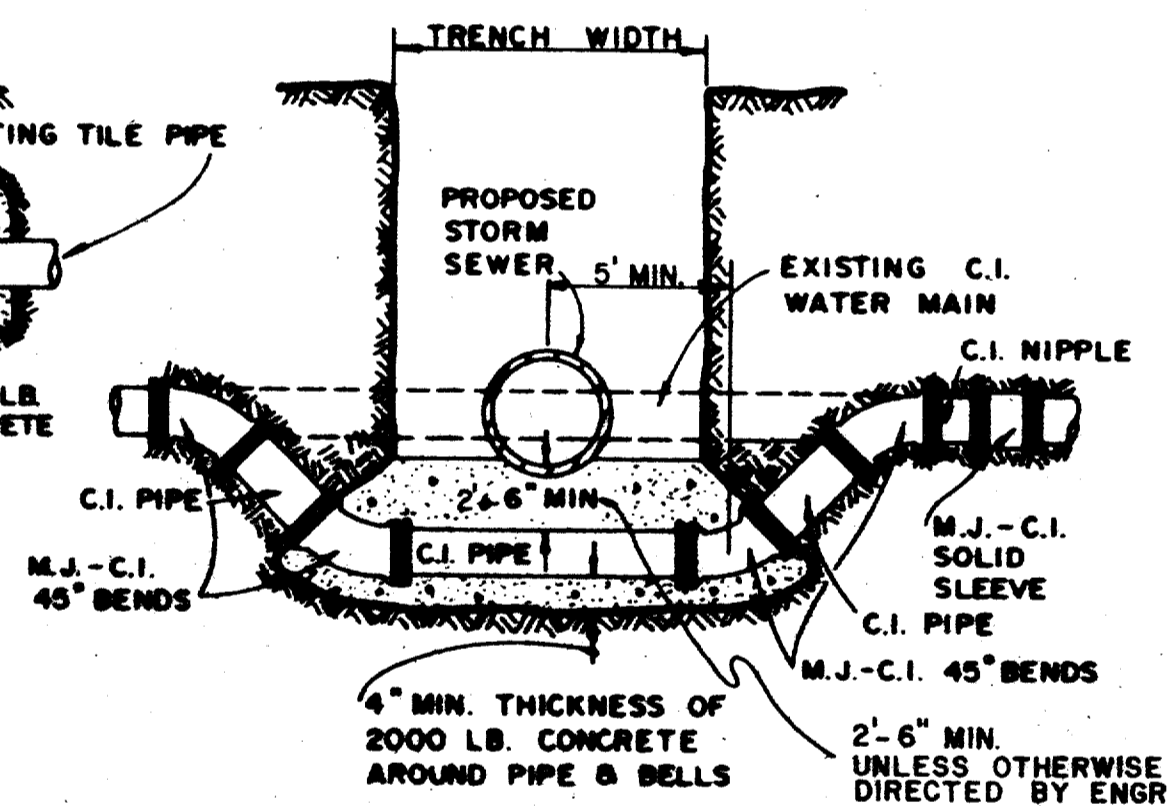 TRENCH WIDTH
TING TILE PIPE
PROPOSED
STORM
SEWER
5' MIN.
EXISTING C.I.
WATER MAIN
C.I. NIPPLE
LB.
ETE
C.I. PIPE
2'-6" MIN
M.J.-C.I.
SOLID
SLEEVE
C.I. PIPE
M.J.-C.I.
45° BENDS
C.I. PIPE
M.J.-C.I. 45° BENDS
4" MIN. THICKNESS OF
2000 LB. CONCRETE
AROUND PIPE & BELLS
2'-6" MIN.
UNLESS OTHERWISE
DIRECTED BY ENGR